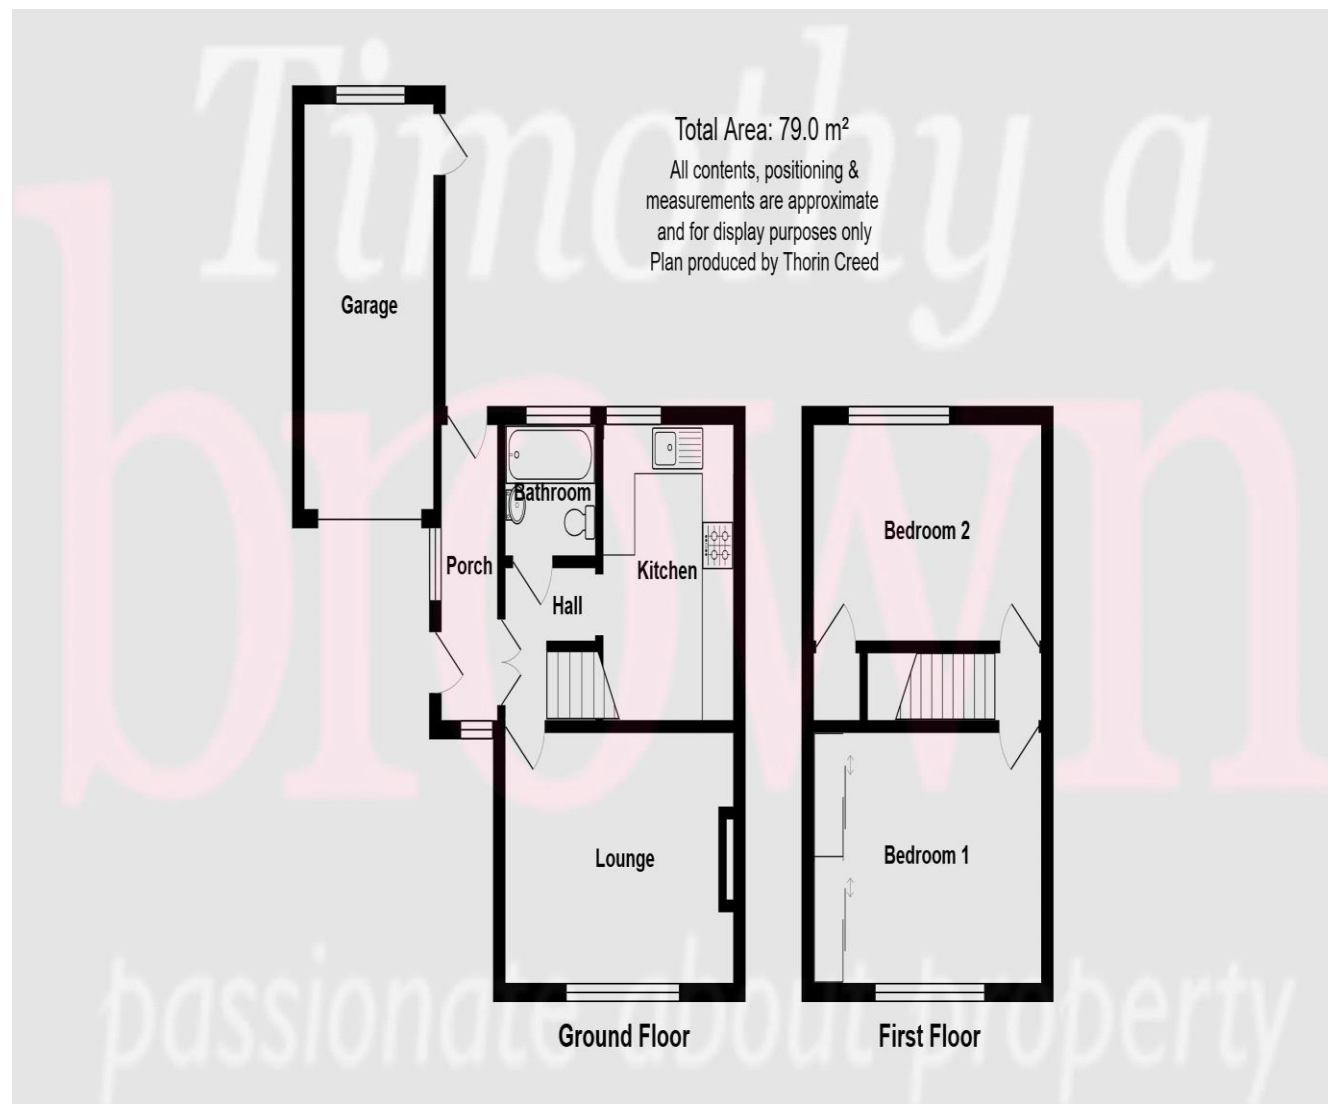 Timothy a
brown
passionate about property
Total Area: 79.0 m²
All contents, positioning &
measurements are approximate
and for display purposes only
Plan produced by Thorin Creed
Garage
Bathroom
Porch
Kitchen
Hall
Lounge
Ground Floor
Bedroom 2
Bedroom 1
First Floor